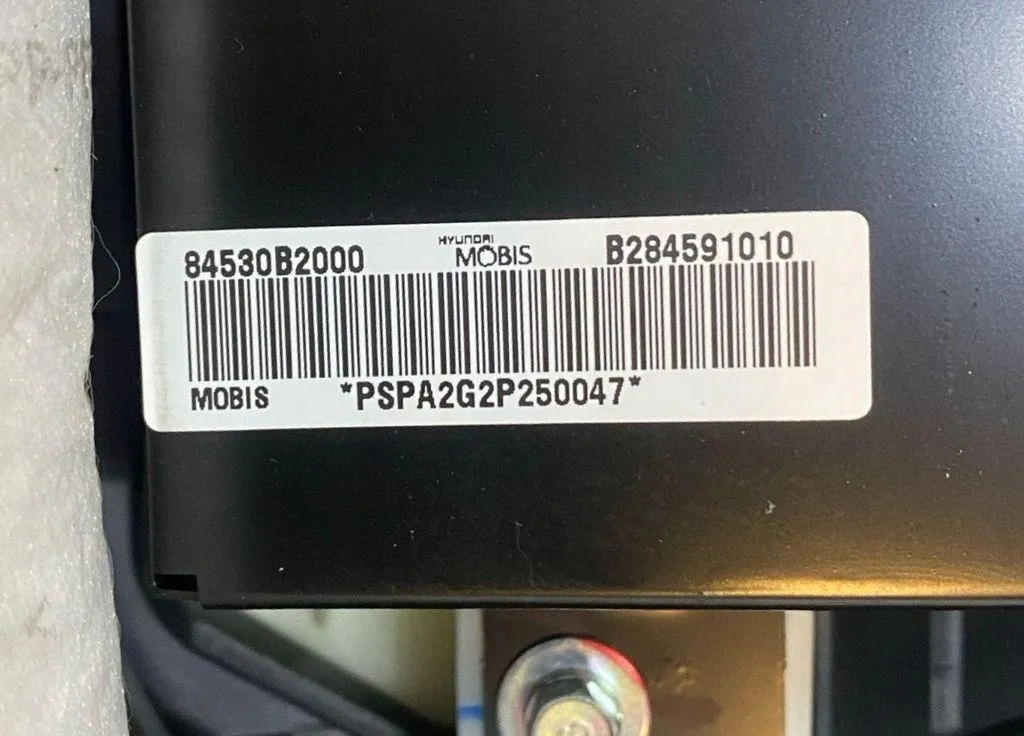 84530B2000 HYUNDAI MOBIS B284591010
MOBIS *PSPA2G2P250047*